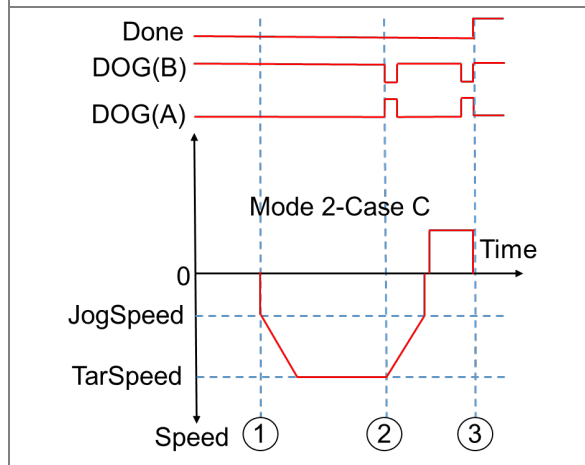 Done
DOG(B)
DOG(A)
Mode 2-Case C
Time
0
JogSpeed
TarSpeed
Speed
1
2
3